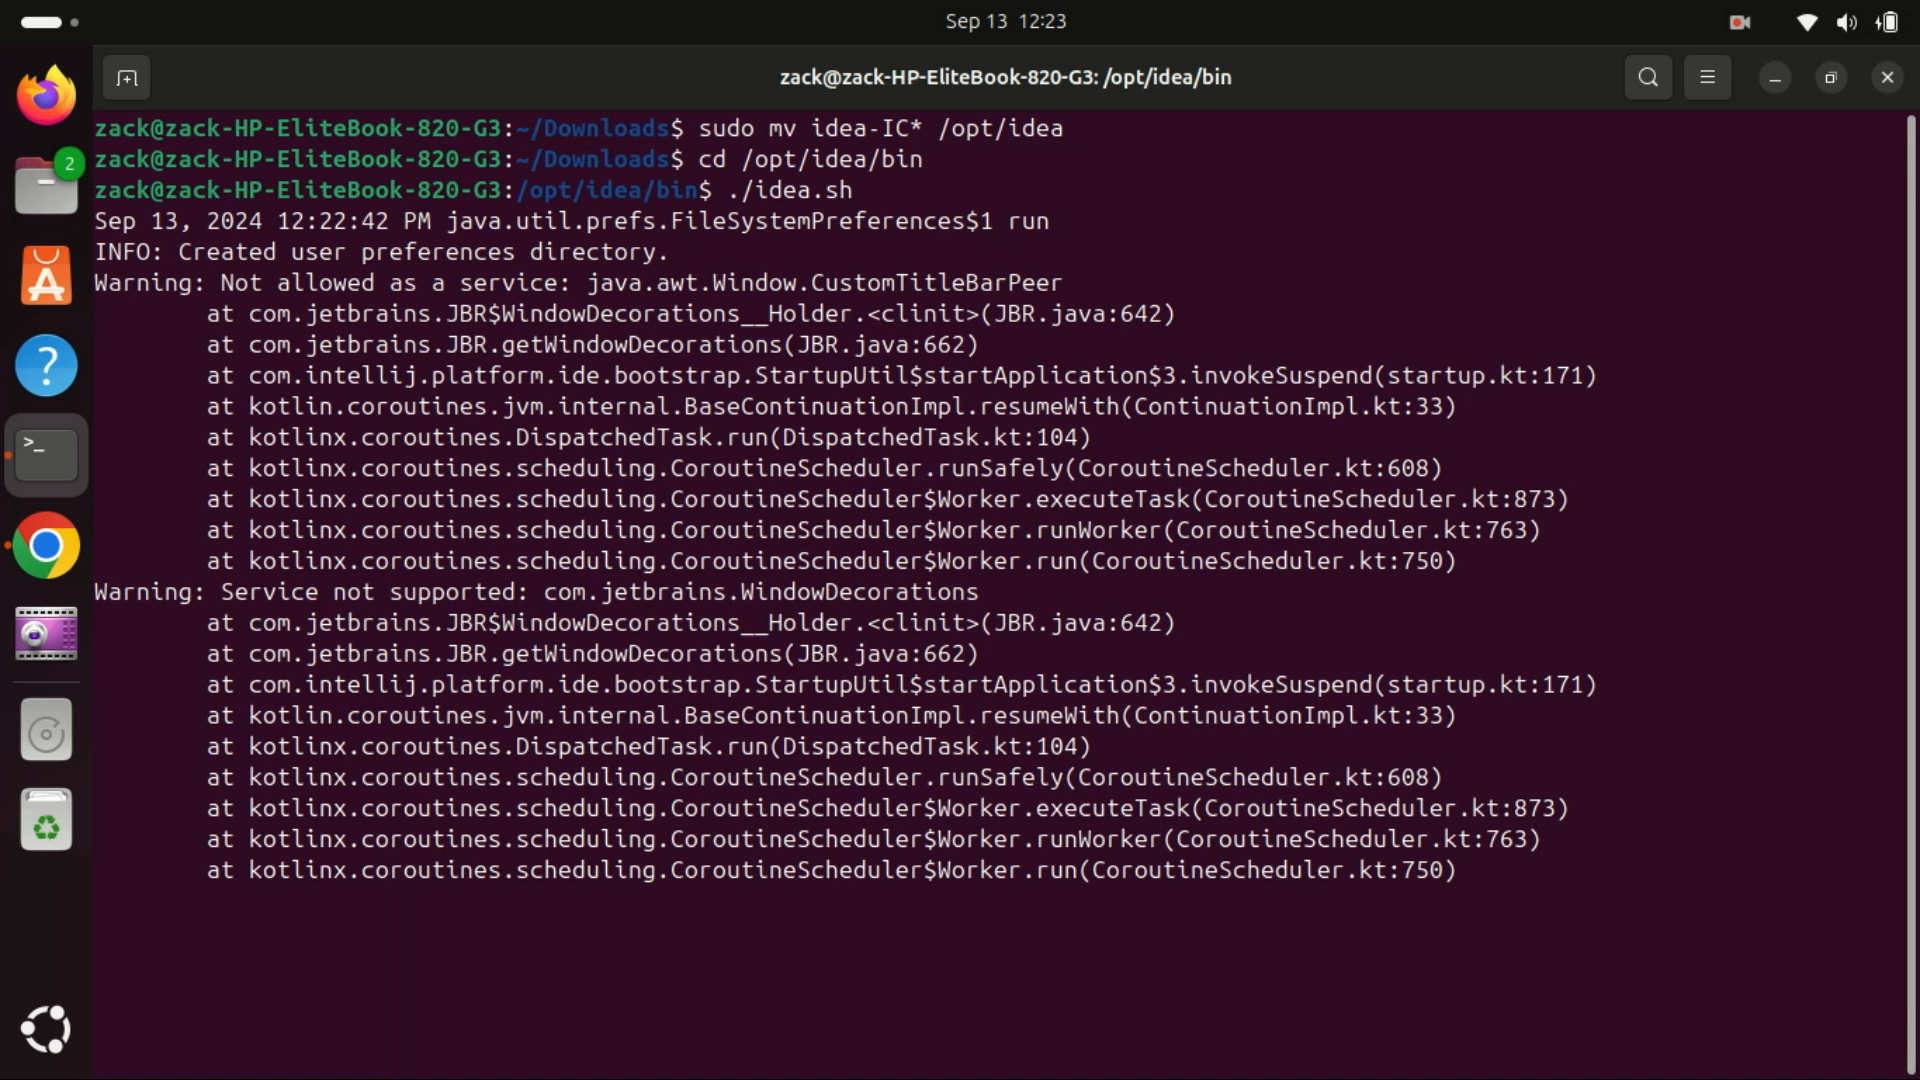 Sep 13 12:23
zack@zack-HP-EliteBook-820-G3: /opt/idea/bin
2
zack@zack-HP-EliteBook-820-G3:~/Downloads$ sudo mv idea-IC* /opt/idea
zack@zack-HP-EliteBook-820-G3:~/Downloads$ cd /opt/idea/bin
zack@zack-HP-EliteBook-820-G3:/opt/idea/bin$ ./idea.sh
Sep 13, 2024 12:22:42 PM java.util.prefs.FileSystemPreferences$1 run
INFO: Created user preferences directory.
Warning: Not allowed as a service: java.awt.Window.CustomTitleBarPeer
at com.jetbrains.JBR$WindowDecorations__Holder.<clinit>(JBR.java:642)
at com.jetbrains.JBR.getWindowDecorations(JBR.java:662)
at com.intellij.platform.ide.bootstrap.StartupUtil$startApplication$3.invokeSuspend(startup.kt:171)
at kotlin.coroutines.jvm.internal.BaseContinuationImpl.resumeWith(ContinuationImpl.kt:33)
at kotlinx.coroutines.DispatchedTask.run(DispatchedTask.kt:104)
at kotlinx.coroutines.scheduling.CoroutineScheduler.runSafely(CoroutineScheduler.kt:608)
at kotlinx.coroutines.scheduling.CoroutineScheduler$Worker.executeTask(CoroutineScheduler.kt:873)
at kotlinx.coroutines.scheduling.CoroutineScheduler$Worker.runWorker(CoroutineScheduler.kt:763)
at kotlinx.coroutines.scheduling.CoroutineScheduler$Worker.run(CoroutineScheduler.kt:750)
Warning: Service not supported: com.jetbrains.WindowDecorations
at com.jetbrains.JBR$WindowDecorations__Holder.<clinit>(JBR.java:642)
at com.jetbrains.JBR.getWindowDecorations(JBR.java:662)
at com.intellij.platform.ide.bootstrap.StartupUtil$startApplication$3.invokeSuspend(startup.kt:171)
at kotlin.coroutines.jvm.internal.BaseContinuationImpl.resumeWith(ContinuationImpl.kt:33)
at kotlinx.coroutines.DispatchedTask.run(DispatchedTask.kt:104)
at kotlinx.coroutines.scheduling.CoroutineScheduler.runSafely(CoroutineScheduler.kt:608)
at kotlinx.coroutines.scheduling.CoroutineScheduler$Worker.executeTask(CoroutineScheduler.kt:873)
at kotlinx.coroutines.scheduling.CoroutineScheduler$Worker.runWorker(CoroutineScheduler.kt:763)
at kotlinx.coroutines.scheduling.CoroutineScheduler$Worker.run(CoroutineScheduler.kt:750)